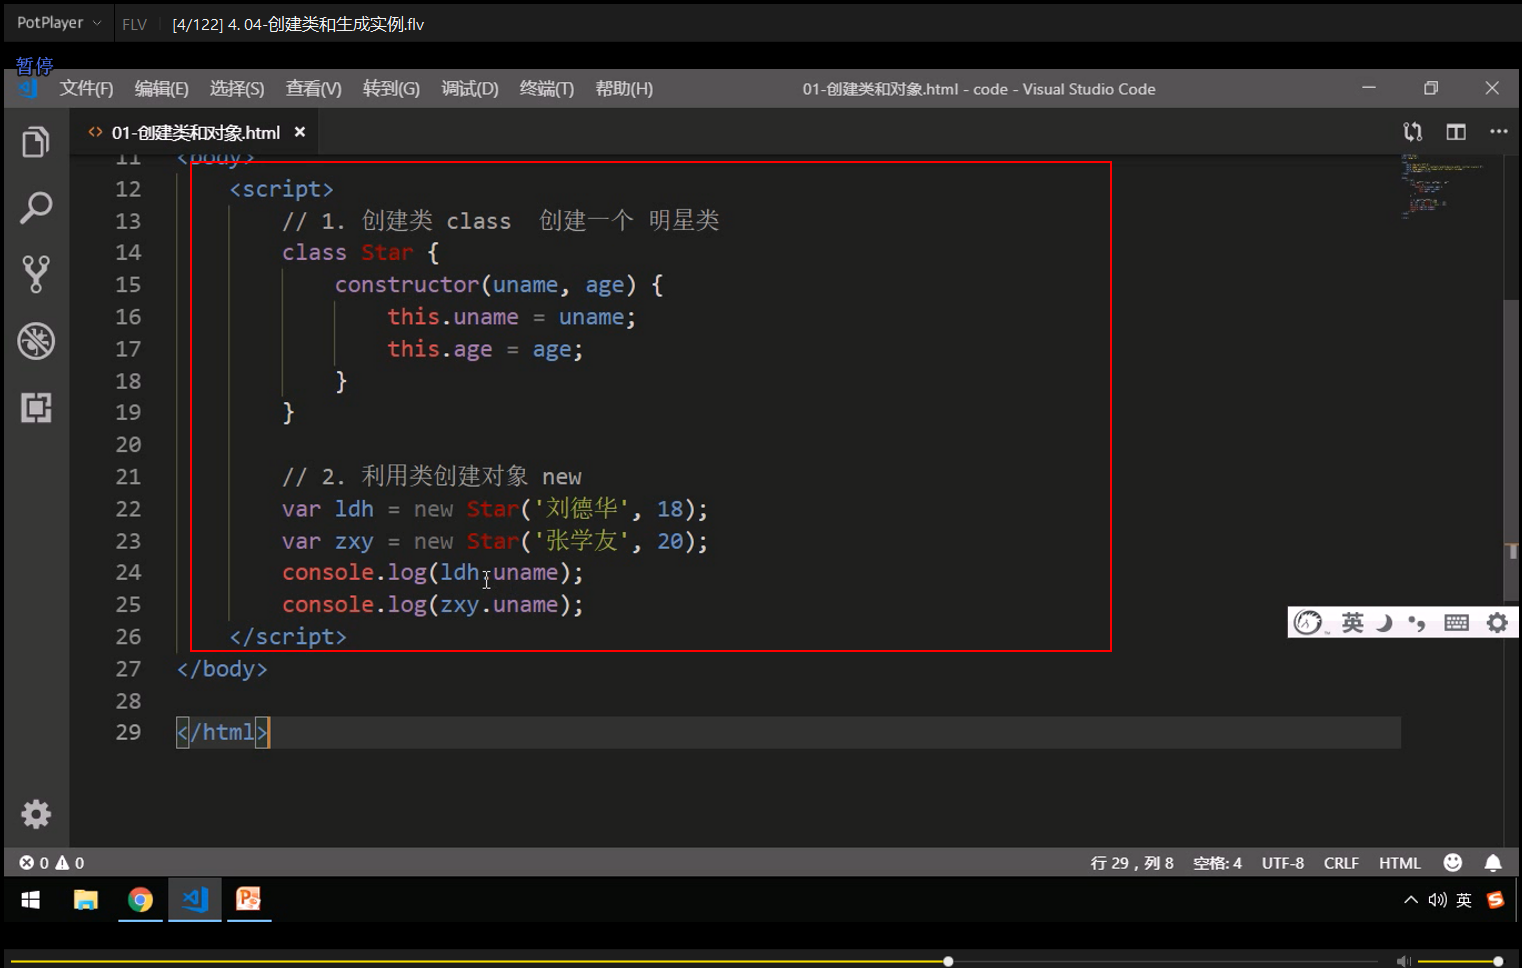 PotPlayer FLV [4/122] 4. 04-创建类和生成实例.flv
暂停
文件(F) 编辑(E) 选择(S) 查看(V) 转到(G) 调试(D) 终端(T) 帮助(H) 01-创建类和对象.html - code - Visual Studio Code
<> 01-创建类和对象.html ×
11 <body>
12 <script>
13 // 1. 创建类 class 创建一个 明星类
14 class Star {
15 constructor(uname, age) {
16 this.uname = uname;
17 this.age = age;
18 }
19 }
20
21 // 2. 利用类创建对象 new
22 var ldh = new Star('刘德华', 18);
23 var zxy = new Star('张学友', 20);
24 console.log(ldh.uname);
25 console.log(zxy.uname);
26 </script>
27 </body>
28
29 </html>
英
0 0 行 29，列 8 空格: 4 UTF-8 CRLF HTML
英